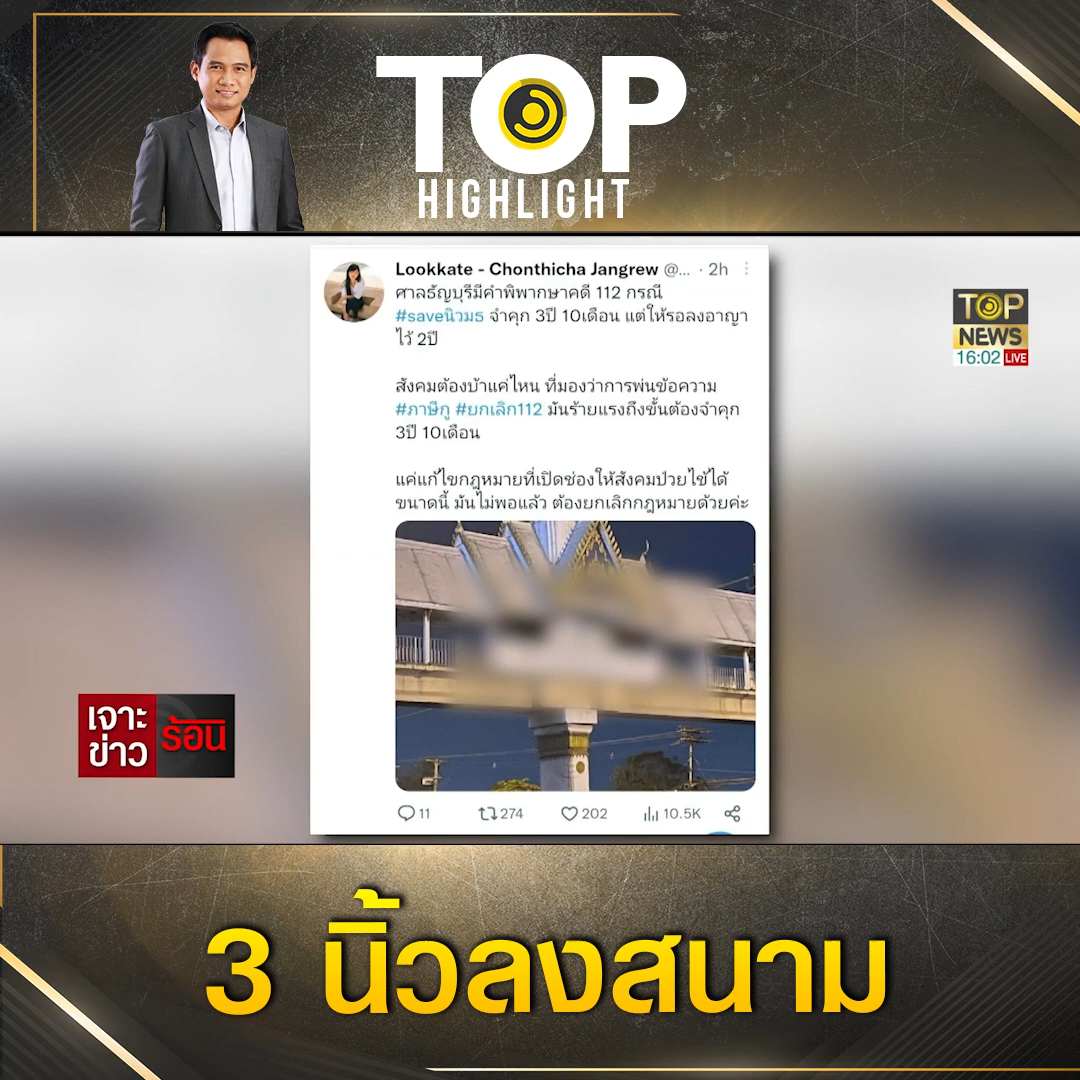 TOP
HIGHLIGHT
Lookkate - Chonthicha Jangrew @... · 2h
ศาลธัญบุรีมีคำพิพากษาคดี 112 กรณี
#saveนิวมธ จำคุก 3ปี 10เดือน แต่ให้รอลงอาญา
ไว้ 2ปี
สังคมต้องบ้าแค่ไหน ที่มองว่าการพ่นข้อความ
#ภาษีกู #ยกเลิก112 มันร้ายแรงถึงขั้นต้องจำคุก
3ปี 10เดือน
แค่แก้ไขกฎหมายที่เปิดช่องให้สังคมป่วยไข้ได้
ขนาดนี้ มันไม่พอแล้ว ต้องยกเลิกกฎหมายด้วยค่ะ
11 274 202 10.5K
TOP
NEWS
16:02 LIVE
เจาะ
ข่าว
ร้อน
3 นิ้วลงสนาม